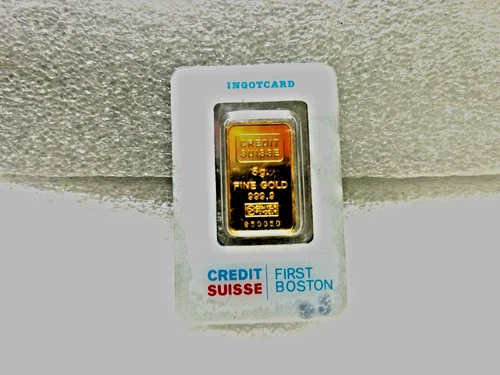 INGOTCARD
CREDIT
SUISSE
5g.
FINE GOLD
999.9
CREDIT
SUISSE
FIRST
BOSTON